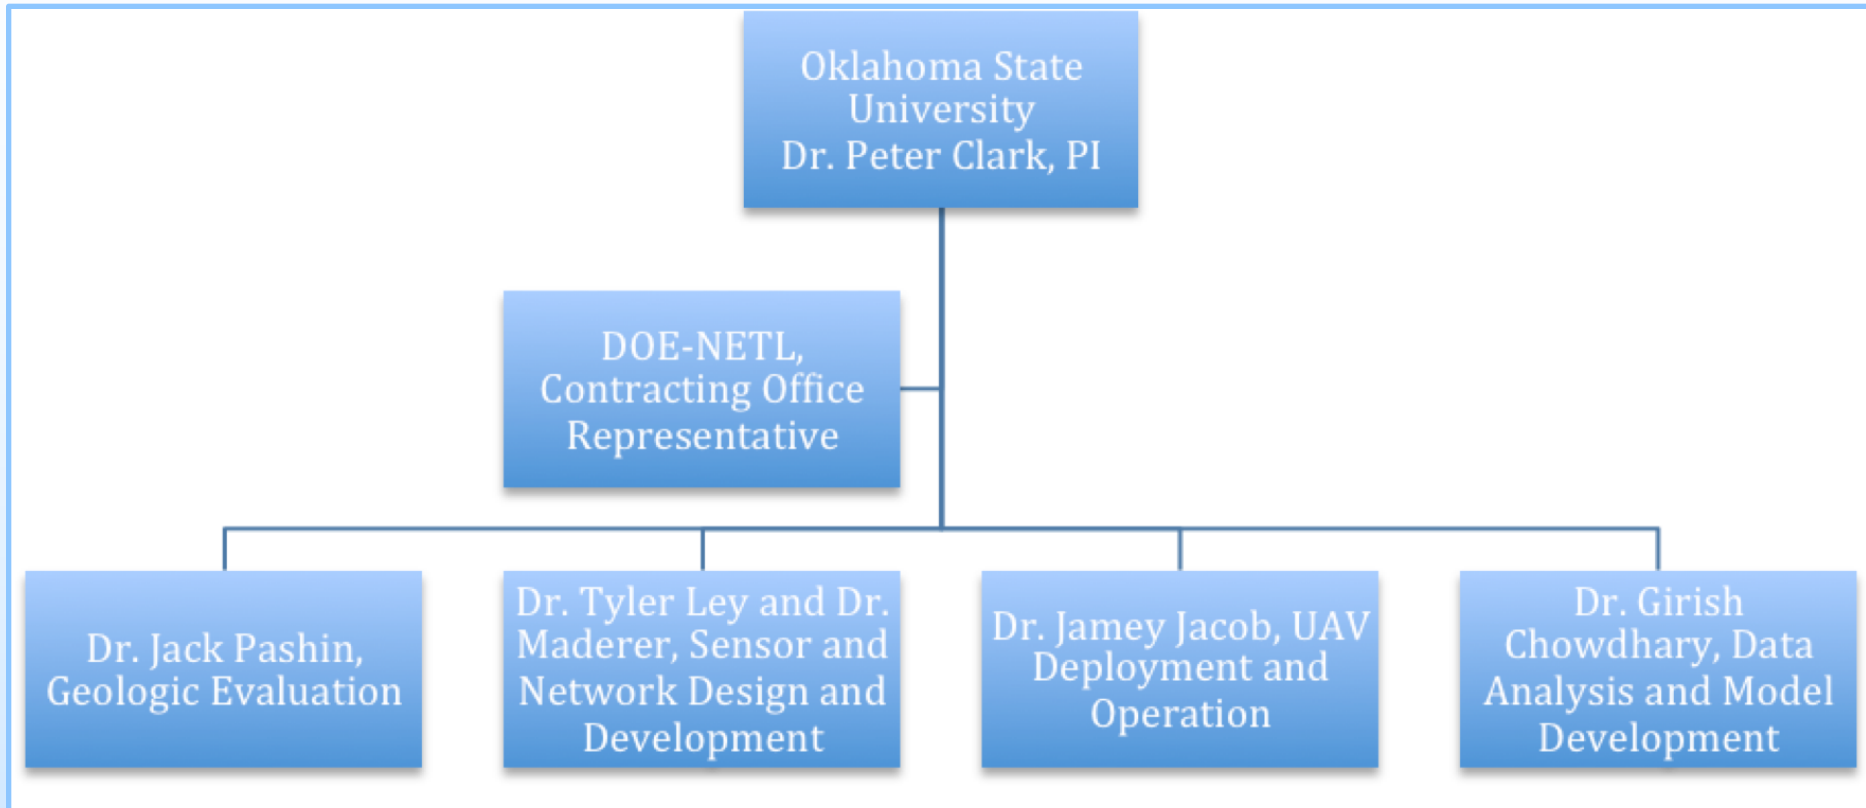 Oklahoma State
University
Dr. Peter Clark, PI
DOE-NETL,
Contracting Office
Representative
Dr. Jack Pashin,
Geologic Evaluation
Dr. Tyler Ley and Dr.
Maderer, Sensor and
Network Design and
Development
Dr. Jamey Jacob, UAV
Deployment and
Operation
Dr. Girish
Chowdhary, Data
Analysis and Model
Development